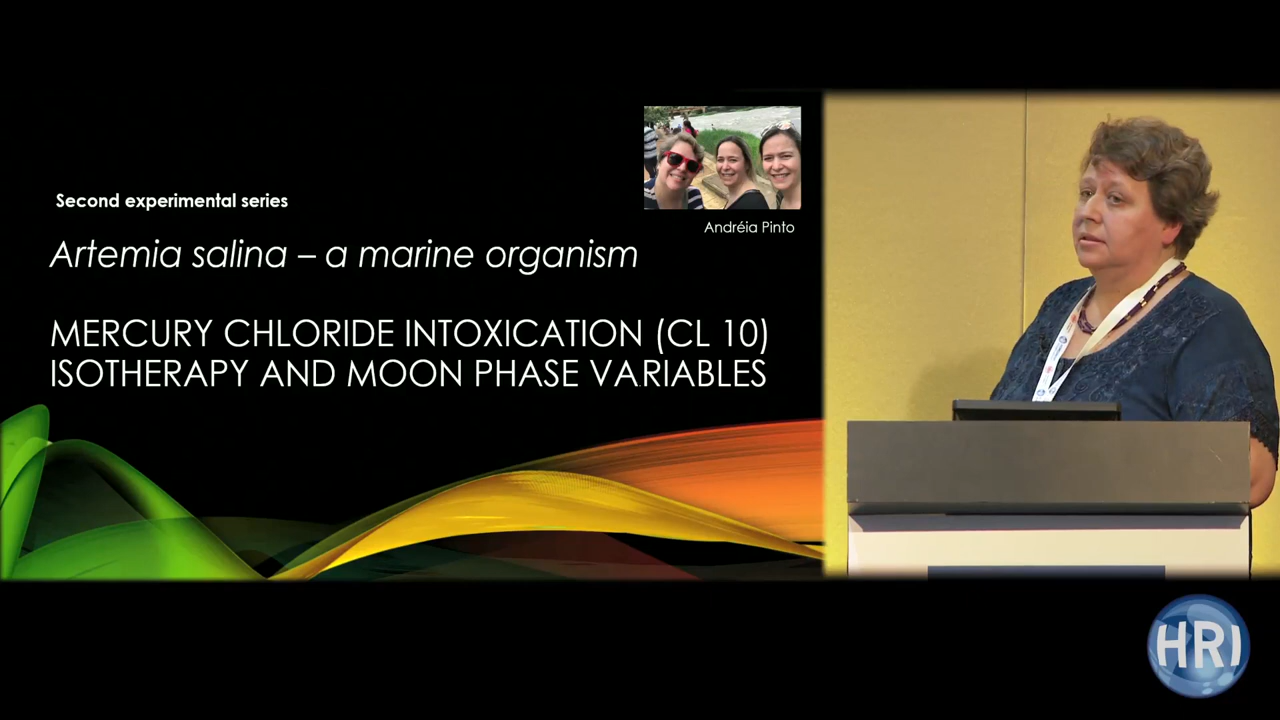 Second experimental series
Artemia salina – a marine organism
MERCURY CHLORIDE INTOXICATION (CL 10)
ISOTHERAPY AND MOON PHASE VARIABLES
Andréia Pinto
HRI